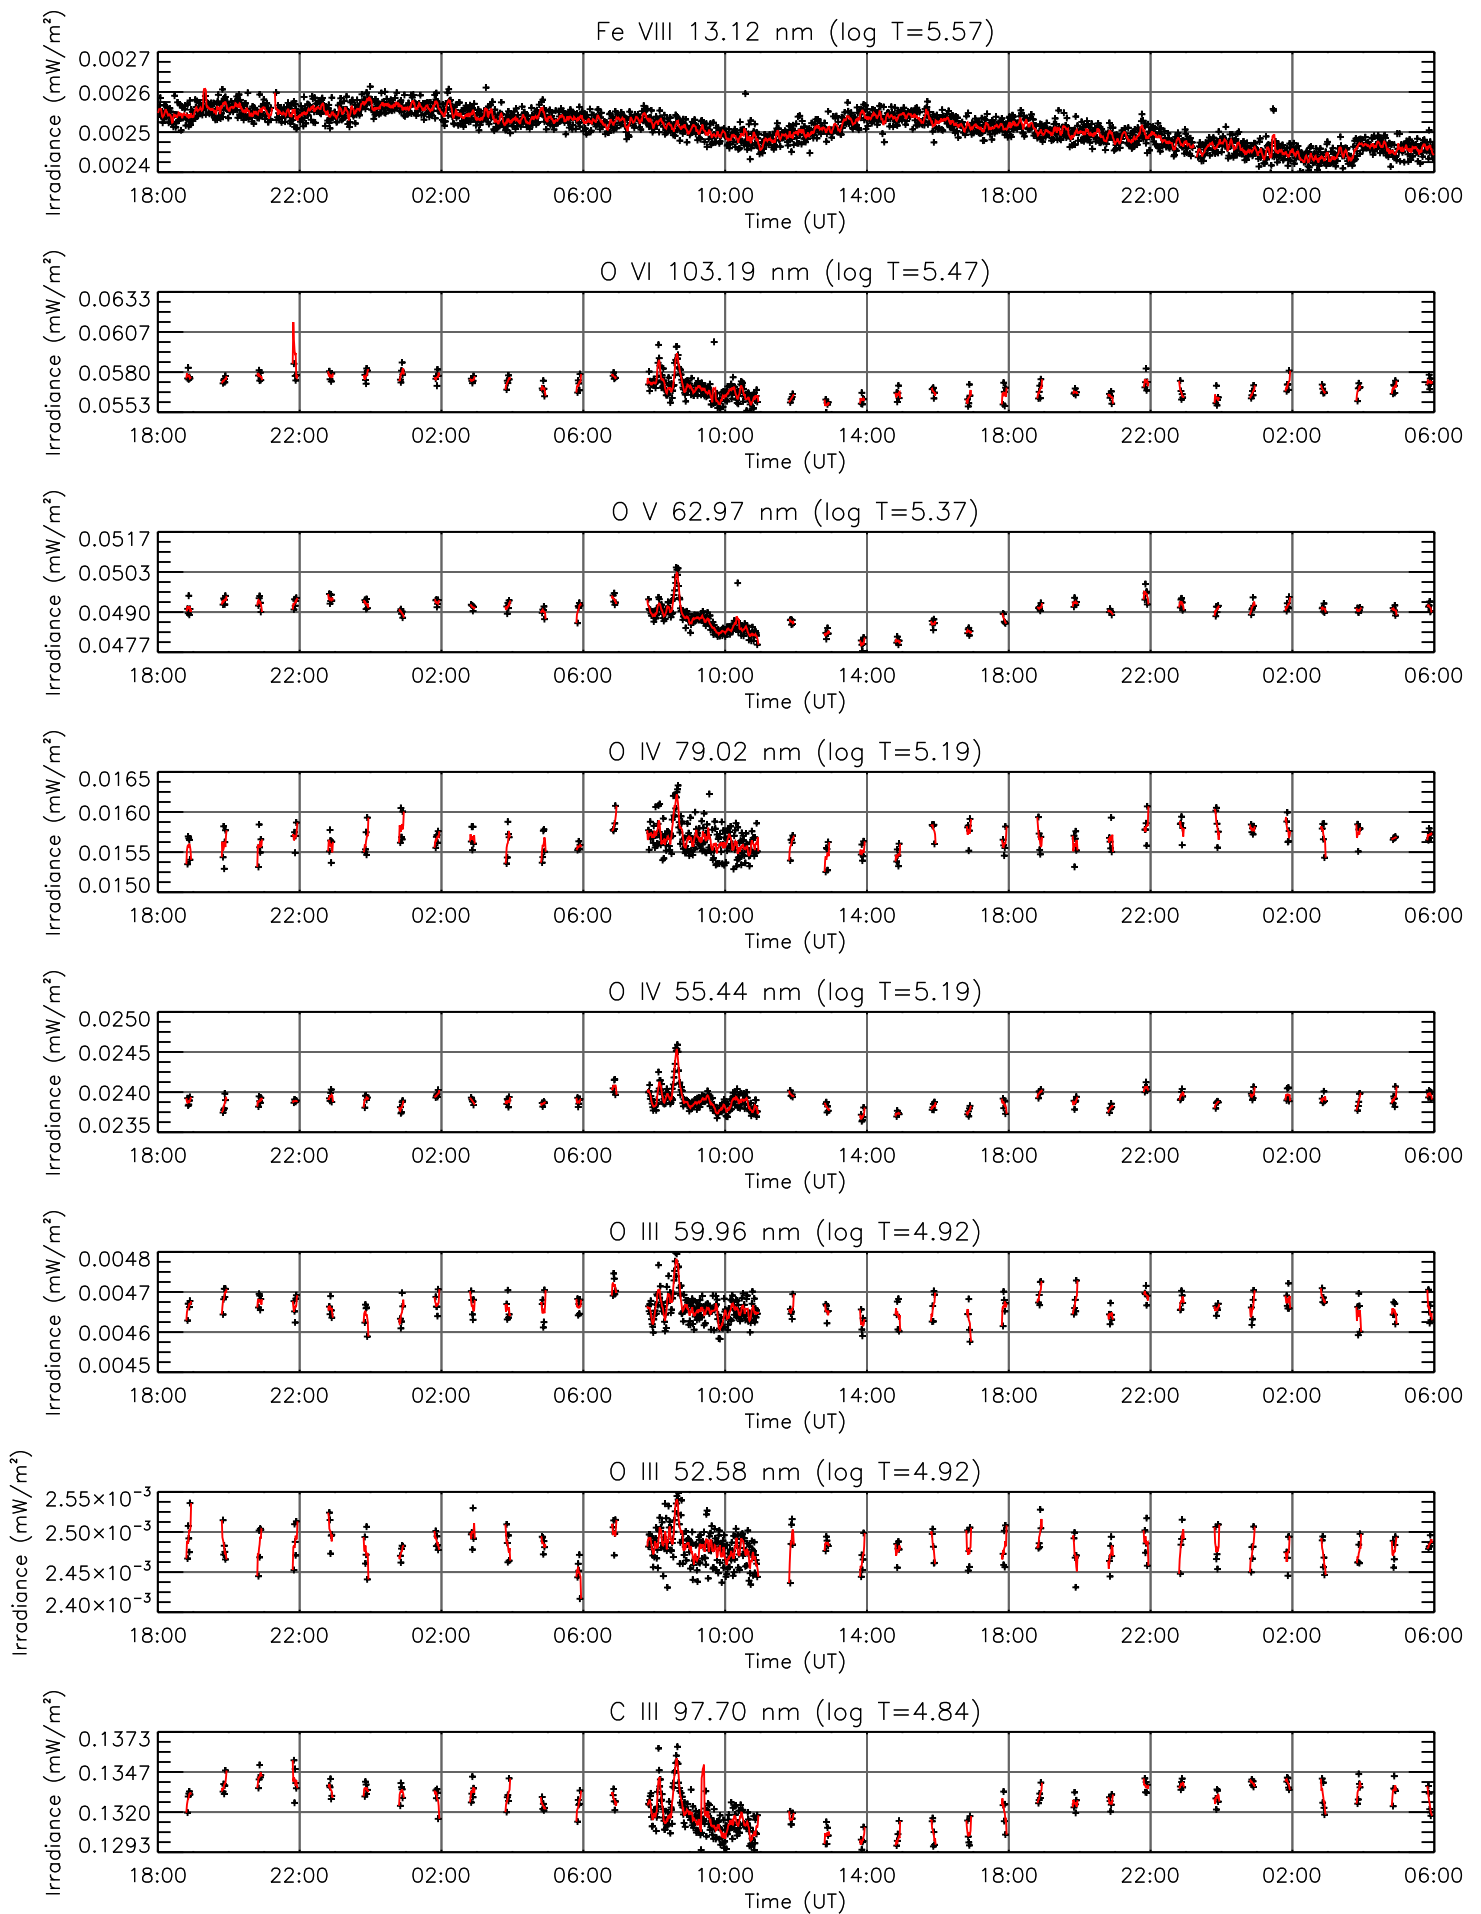 Fe VIII 13.12 nm (log T=5.57)
Irradiance (mW/m²)
0.0027
0.0026
0.0025
0.0024
18:00 22:00 02:00 06:00 10:00 14:00 18:00 22:00 02:00 06:00
Time (UT)
O VI 103.19 nm (log T=5.47)
Irradiance (mW/m²)
0.0633
0.0607
0.0580
0.0553
18:00 22:00 02:00 06:00 10:00 14:00 18:00 22:00 02:00 06:00
Time (UT)
O V 62.97 nm (log T=5.37)
Irradiance (mW/m²)
0.0517
0.0503
0.0490
0.0477
18:00 22:00 02:00 06:00 10:00 14:00 18:00 22:00 02:00 06:00
Time (UT)
O IV 79.02 nm (log T=5.19)
Irradiance (mW/m²)
0.0165
0.0160
0.0155
0.0150
18:00 22:00 02:00 06:00 10:00 14:00 18:00 22:00 02:00 06:00
Time (UT)
O IV 55.44 nm (log T=5.19)
Irradiance (mW/m²)
0.0250
0.0245
0.0240
0.0235
18:00 22:00 02:00 06:00 10:00 14:00 18:00 22:00 02:00 06:00
Time (UT)
O III 59.96 nm (log T=4.92)
Irradiance (mW/m²)
0.0048
0.0047
0.0046
0.0045
18:00 22:00 02:00 06:00 10:00 14:00 18:00 22:00 02:00 06:00
Time (UT)
O III 52.58 nm (log T=4.92)
Irradiance (mW/m²)
2.55×10⁻³
2.50×10⁻³
2.45×10⁻³
2.40×10⁻³
18:00 22:00 02:00 06:00 10:00 14:00 18:00 22:00 02:00 06:00
Time (UT)
C III 97.70 nm (log T=4.84)
Irradiance (mW/m²)
0.1373
0.1347
0.1320
0.1293
18:00 22:00 02:00 06:00 10:00 14:00 18:00 22:00 02:00 06:00
Time (UT)